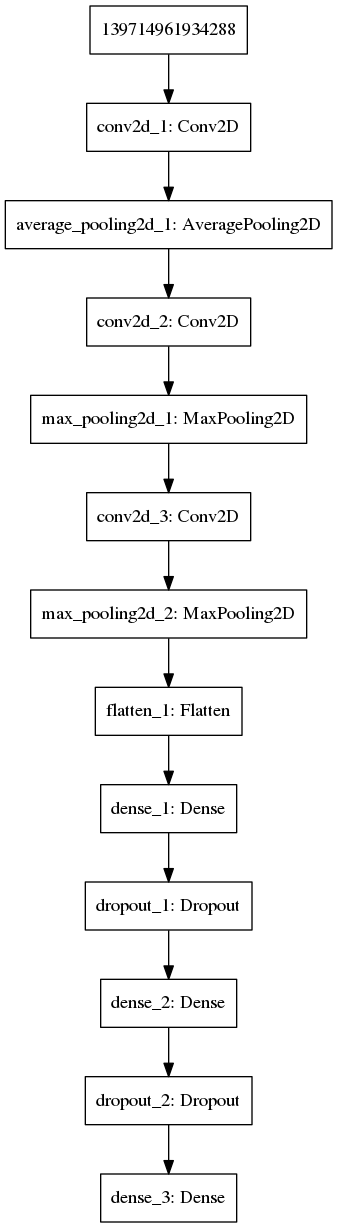 139714961934288
conv2d_1: Conv2D
average_pooling2d_1: AveragePooling2D
conv2d_2: Conv2D
max_pooling2d_1: MaxPooling2D
conv2d_3: Conv2D
max_pooling2d_2: MaxPooling2D
flatten_1: Flatten
dense_1: Dense
dropout_1: Dropout
dense_2: Dense
dropout_2: Dropout
dense_3: Dense